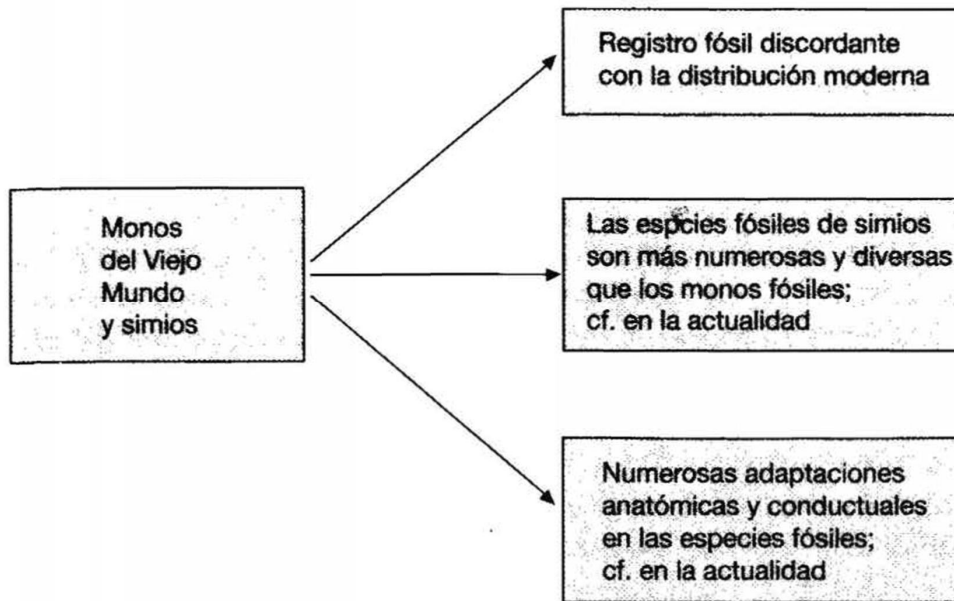 Monos
del Viejo
Mundo
y simios
Registro fósil discordante
con la distribución moderna
Las especies fósiles de simios
son más numerosas y diversas
que los monos fósiles;
cf. en la actualidad
Numerosas adaptaciones
anatómicas y conductuales
en las especies fósiles;
cf. en la actualidad